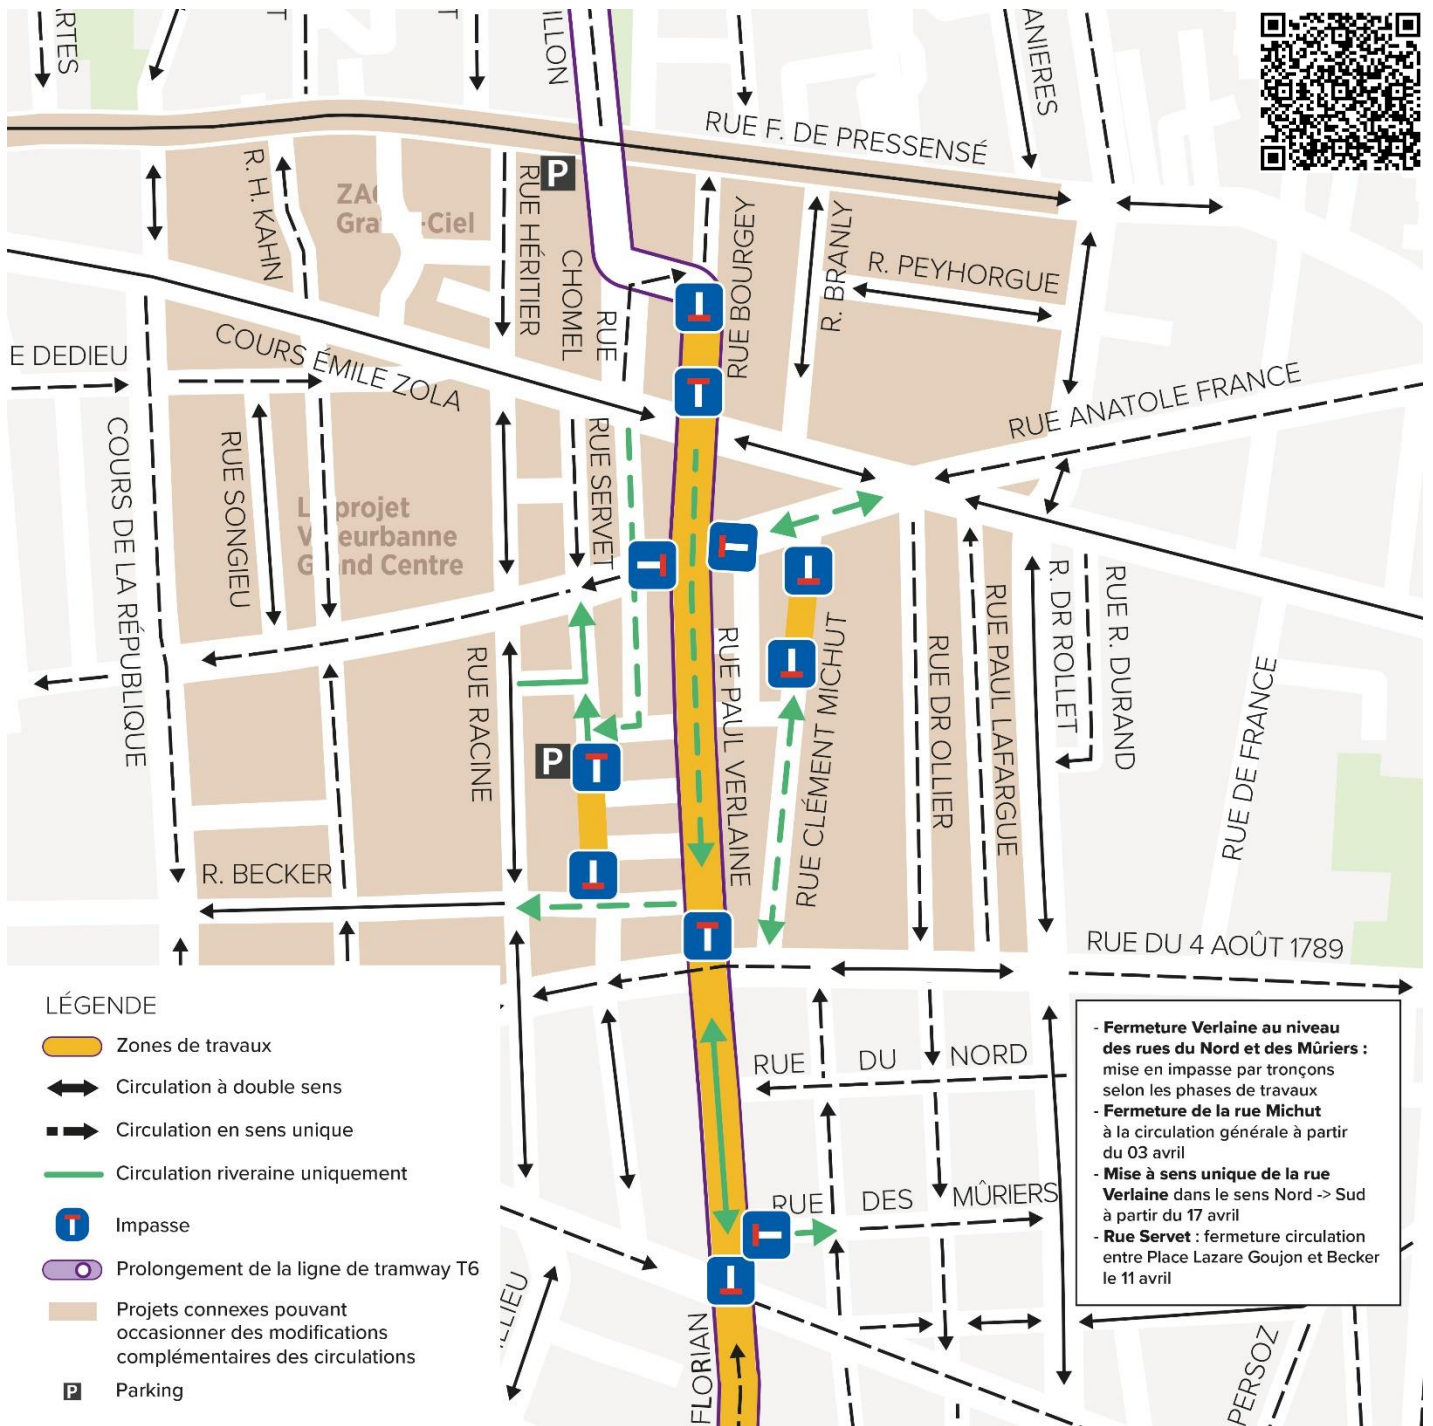 ARTES
T
T
ILLON
ANIERES
RUE F. DE PRESSENSÉ
R. H. KAHN
ZAC
Gra -Ciel
RUE HÉRITIER
P
CHOMEL
RUE
RUE BOURGEY
R. BRANLY
R. PEYHORGUE
E DEDIEU
COURS ÉMILE ZOLA
RUE ANATOLE FRANCE
COURS DE LA RÉPUBLIQUE
RUE SONGIEU
L projet
V eurbanne
G nd Centre
RUE SERVET
RUE RACINE
P
RUE PAUL VERLAINE
RUE CLÉMENT MICHUT
RUE DR OLLIER
RUE PAUL LAFARGUE
R. DR ROLLET
RUE R. DURAND
RUE DE FRANCE
R. BECKER
RUE DU 4 AOÛT 1789
RUE DU NORD
RUE DES MÛRIERS
LLIEU
FLORIAN
PERSOZ
LÉGENDE
Zones de travaux
Circulation à double sens
Circulation en sens unique
Circulation riveraine uniquement
Impasse
Prolongement de la ligne de tramway T6
Projets connexes pouvant
occasionner des modifications
complémentaires des circulations
P Parking
- Fermeture Verlaine au niveau
des rues du Nord et des Mûriers :
mise en impasse par tronçons
selon les phases de travaux
- Fermeture de la rue Michut
à la circulation générale à partir
du 03 avril
- Mise à sens unique de la rue
Verlaine dans le sens Nord -> Sud
à partir du 17 avril
- Rue Servet : fermeture circulation
entre Place Lazare Goujon et Becker
le 11 avril